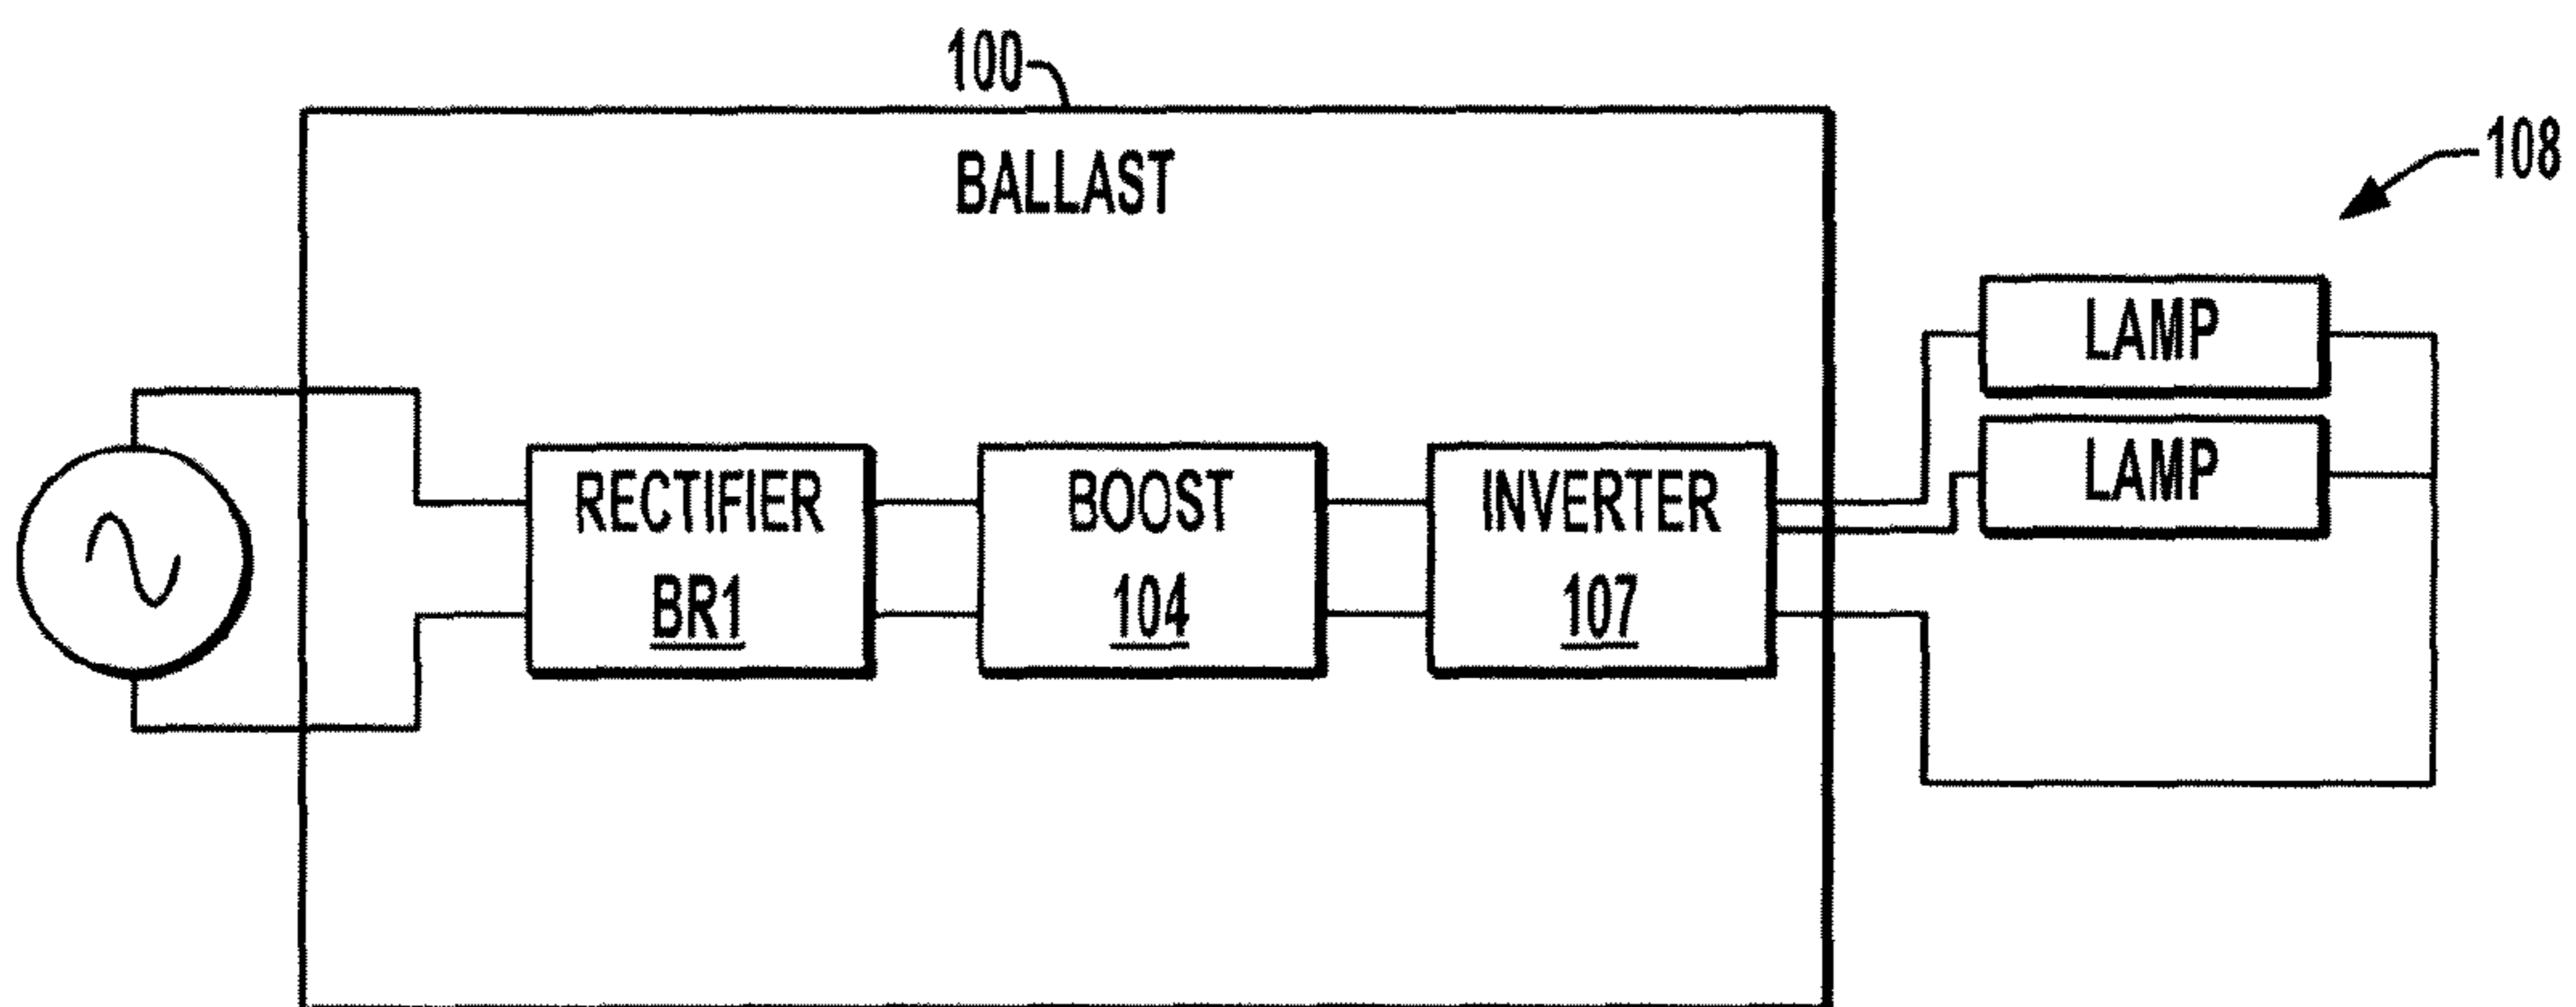 100
BALLAST
108
LAMP
LAMP
RECTIFIER
BR1
BOOST
104
INVERTER
107